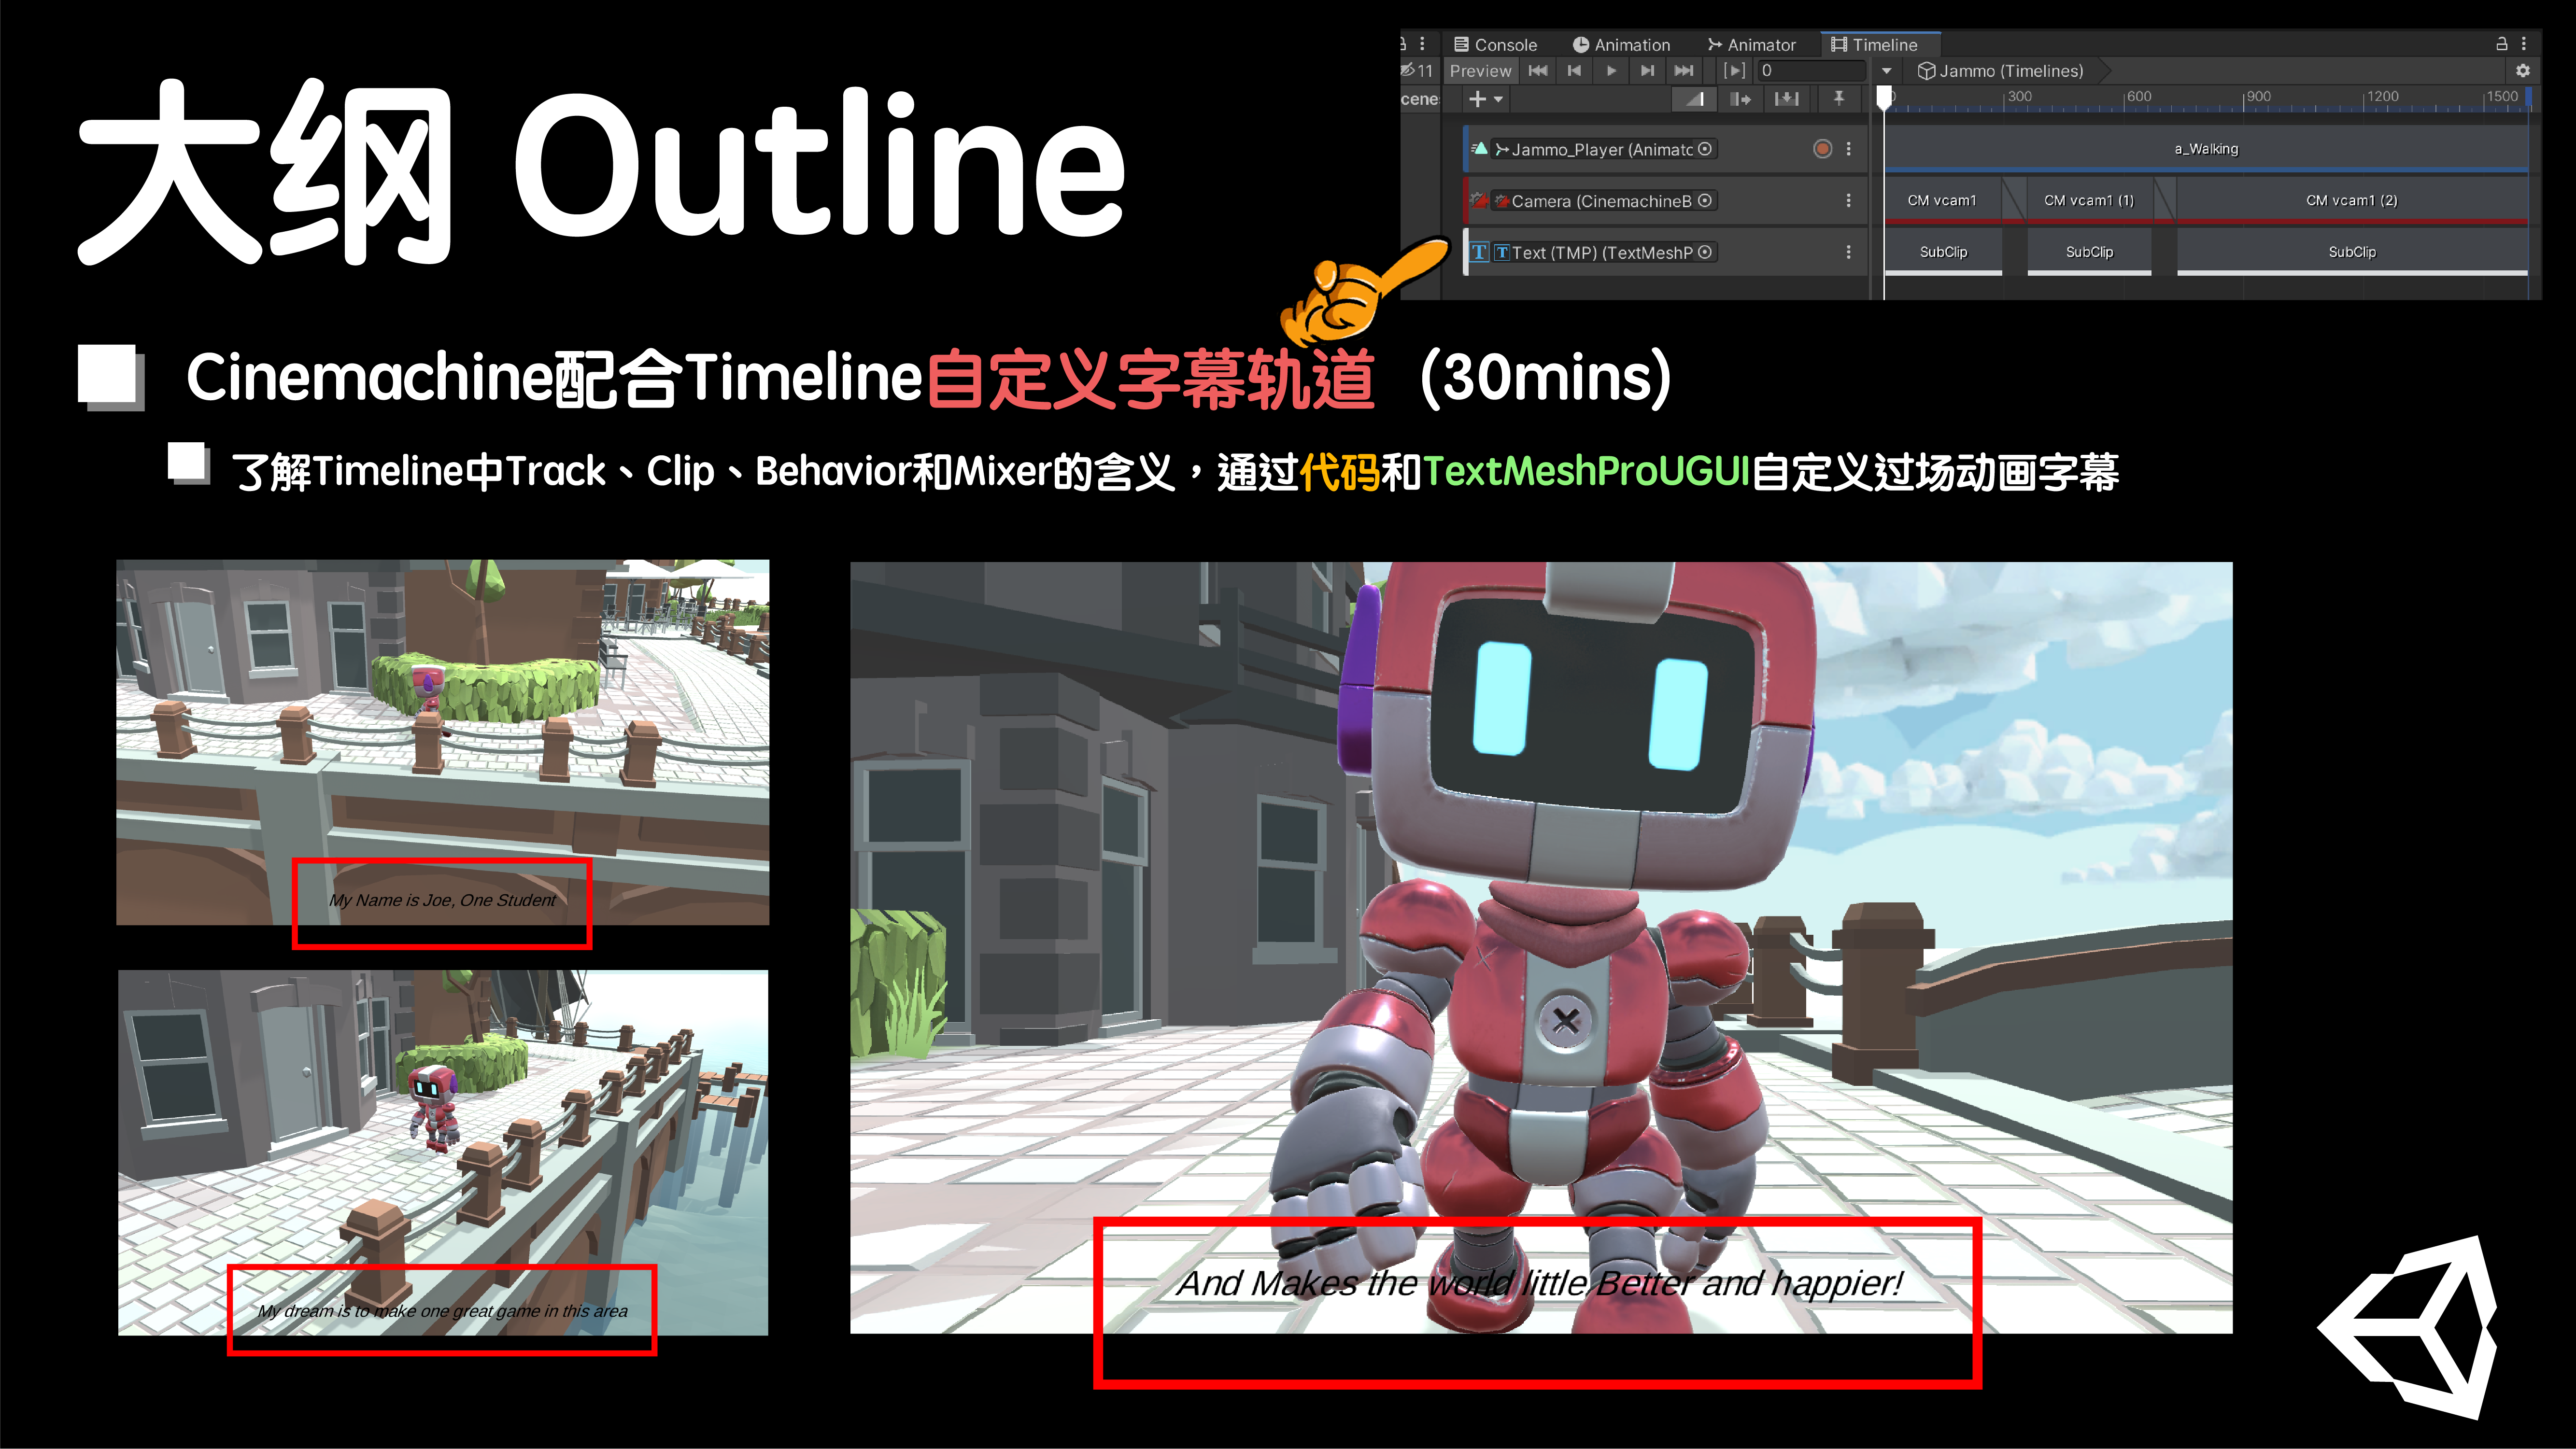 大纲 Outline
Console Animation Animator Timeline
11 Preview 0 Jammo (Timelines)
cene 300 600 900 1200 1500
Jammo_Player (Animatc a_Walking
Camera (CinemachineB CM vcam1 CM vcam1 (1) CM vcam1 (2)
Text (TMP) (TextMeshP SubClip SubClip SubClip
Cinemachine配合Timeline自定义字幕轨道 (30mins)
了解Timeline中Track、Clip、Behavior和Mixer的含义，通过代码和TextMeshProUGUI自定义过场动画字幕
My Name is Joe, One Student
My dream is to make one great game in this area
And Makes the world little Better and happier!